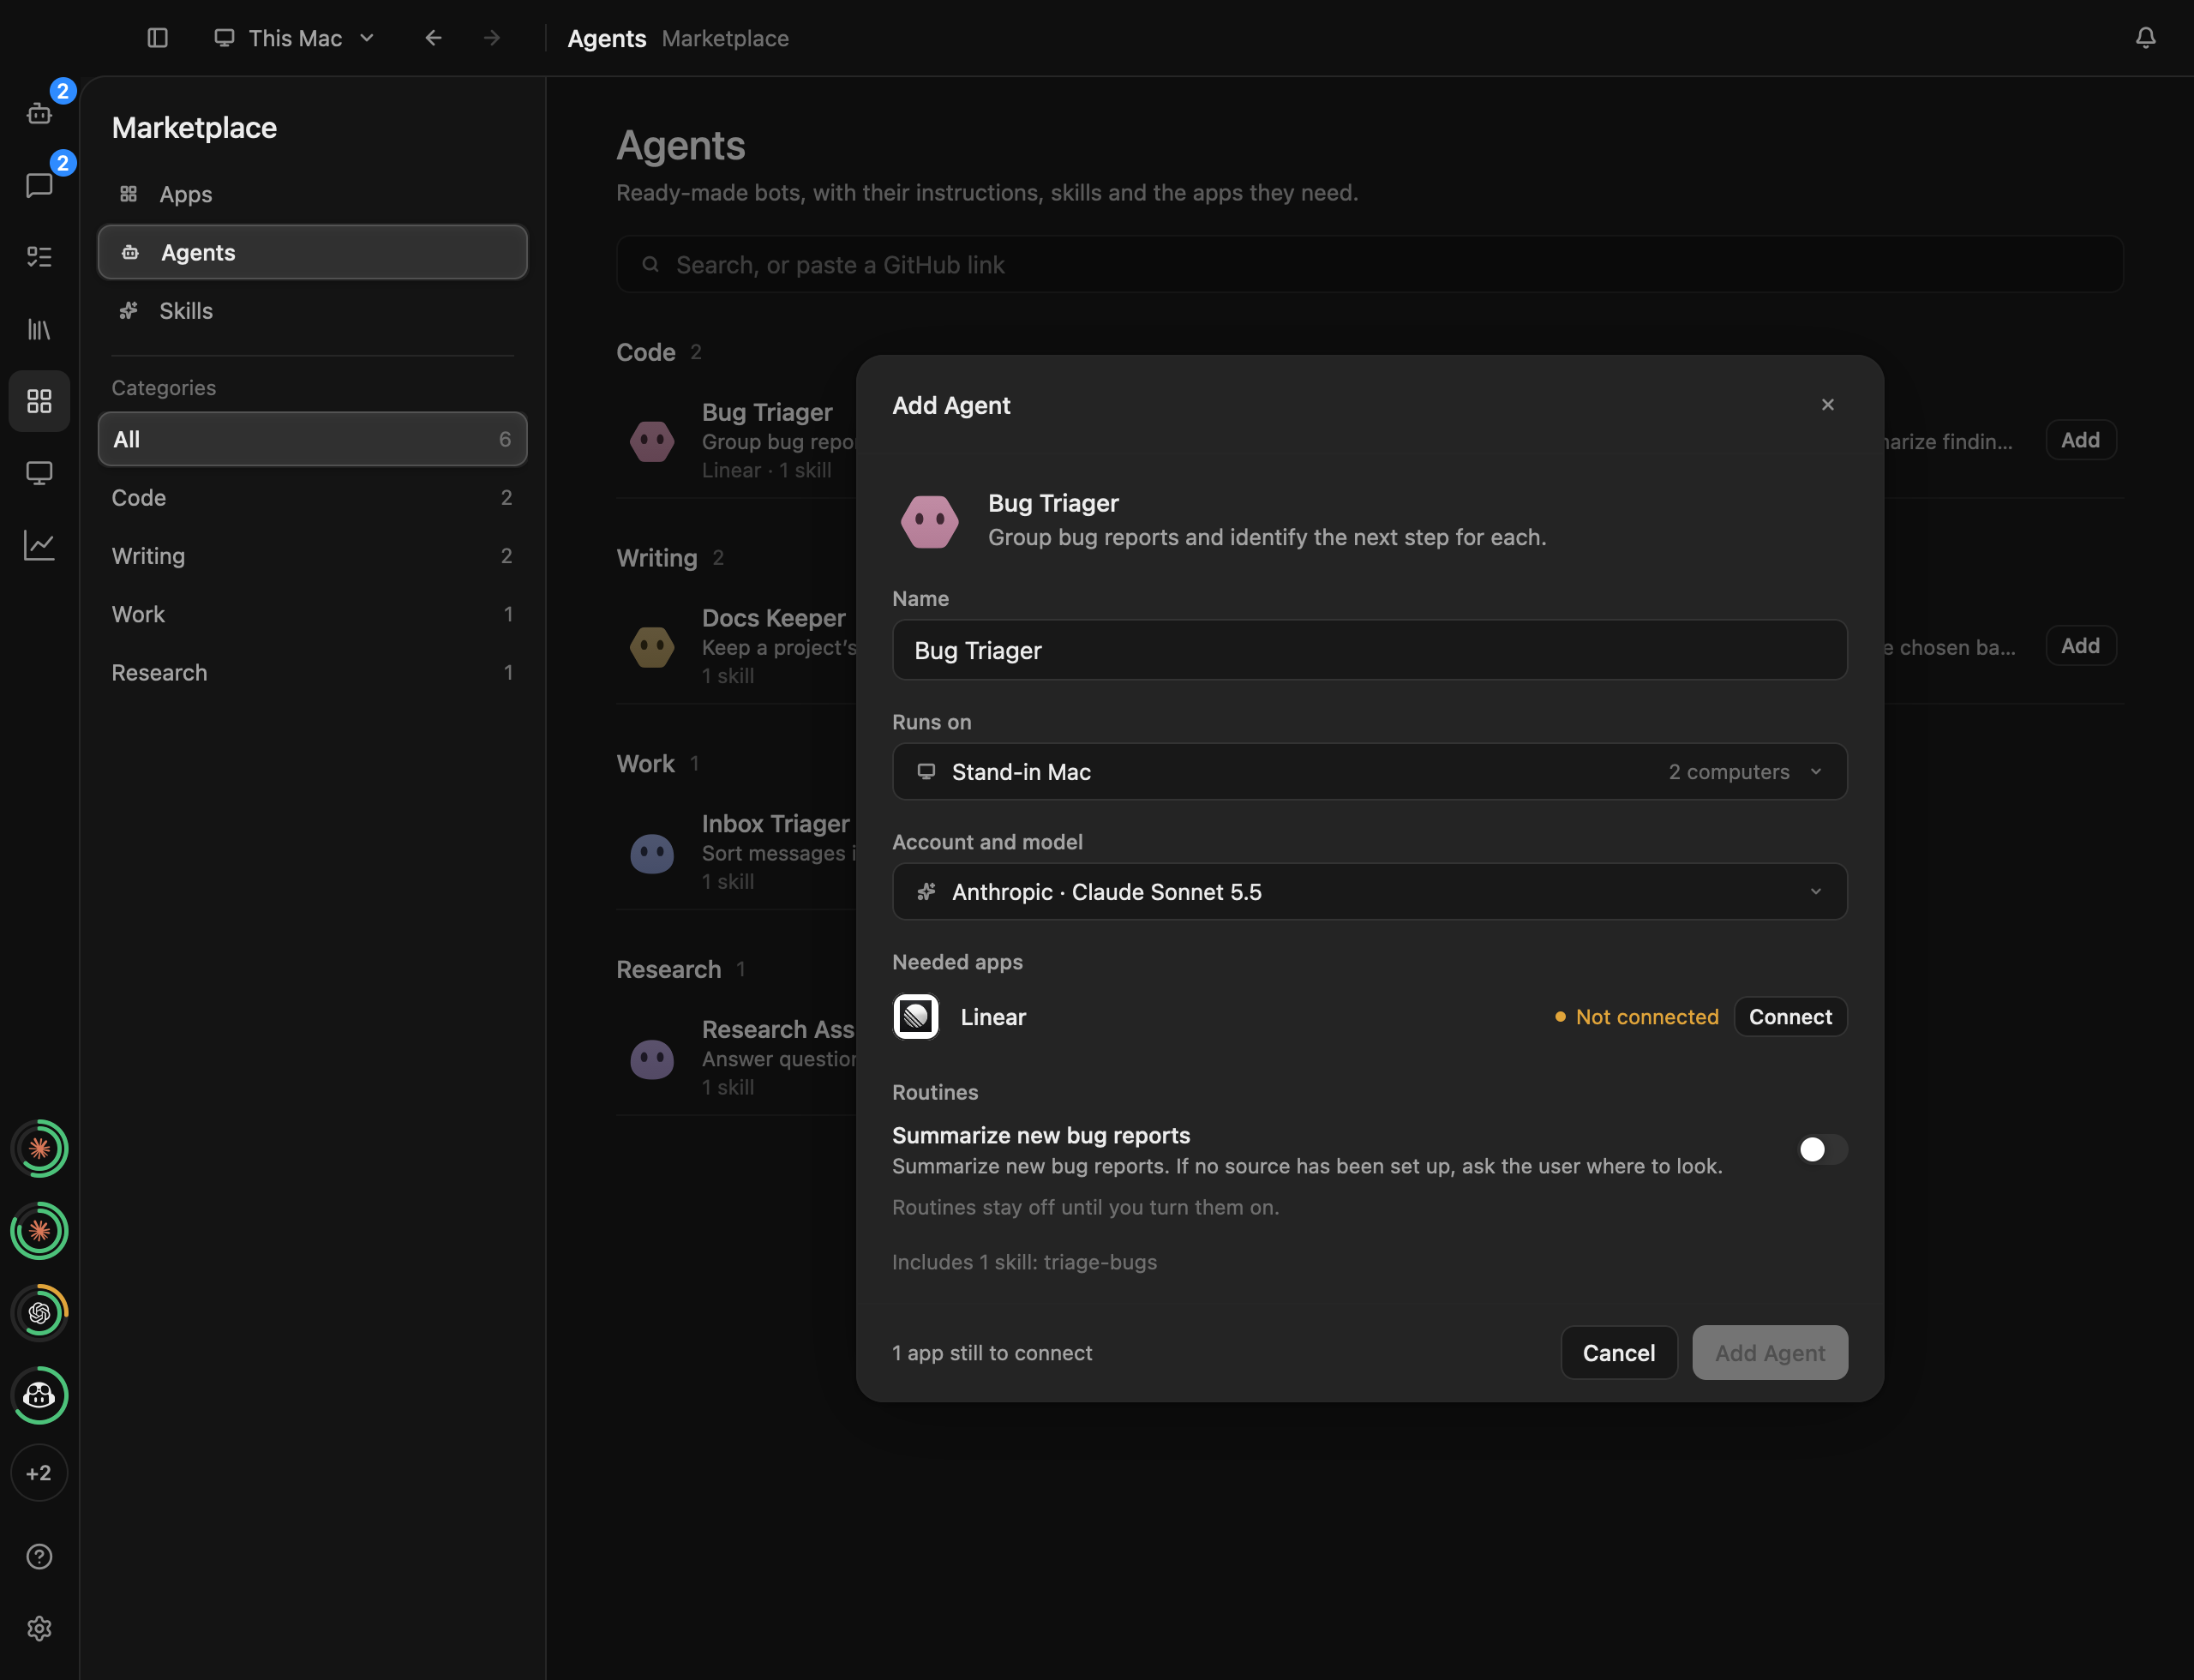 This Mac
Agents Marketplace
2
2
Marketplace
Apps
Agents
Skills
Categories
All 6
Code 2
Writing 2
Work 1
Research 1
+2
Agents
Ready-made bots, with their instructions, skills and the apps they need.
Search, or paste a GitHub link
Code 2
Bug Triager
Group bug repor
Linear · 1 skill
narize findin...
Add
Writing 2
Docs Keeper
Keep a project's
1 skill
e chosen ba...
Add
Work 1
Inbox Triager
Sort messages i
1 skill
Research 1
Research Ass
Answer question
1 skill
Add Agent
Bug Triager
Group bug reports and identify the next step for each.
Name
Bug Triager
Runs on
Stand-in Mac 2 computers
Account and model
Anthropic · Claude Sonnet 5.5
Needed apps
Linear Not connected Connect
Routines
Summarize new bug reports
Summarize new bug reports. If no source has been set up, ask the user where to look.
Routines stay off until you turn them on.
Includes 1 skill: triage-bugs
1 app still to connect Cancel Add Agent